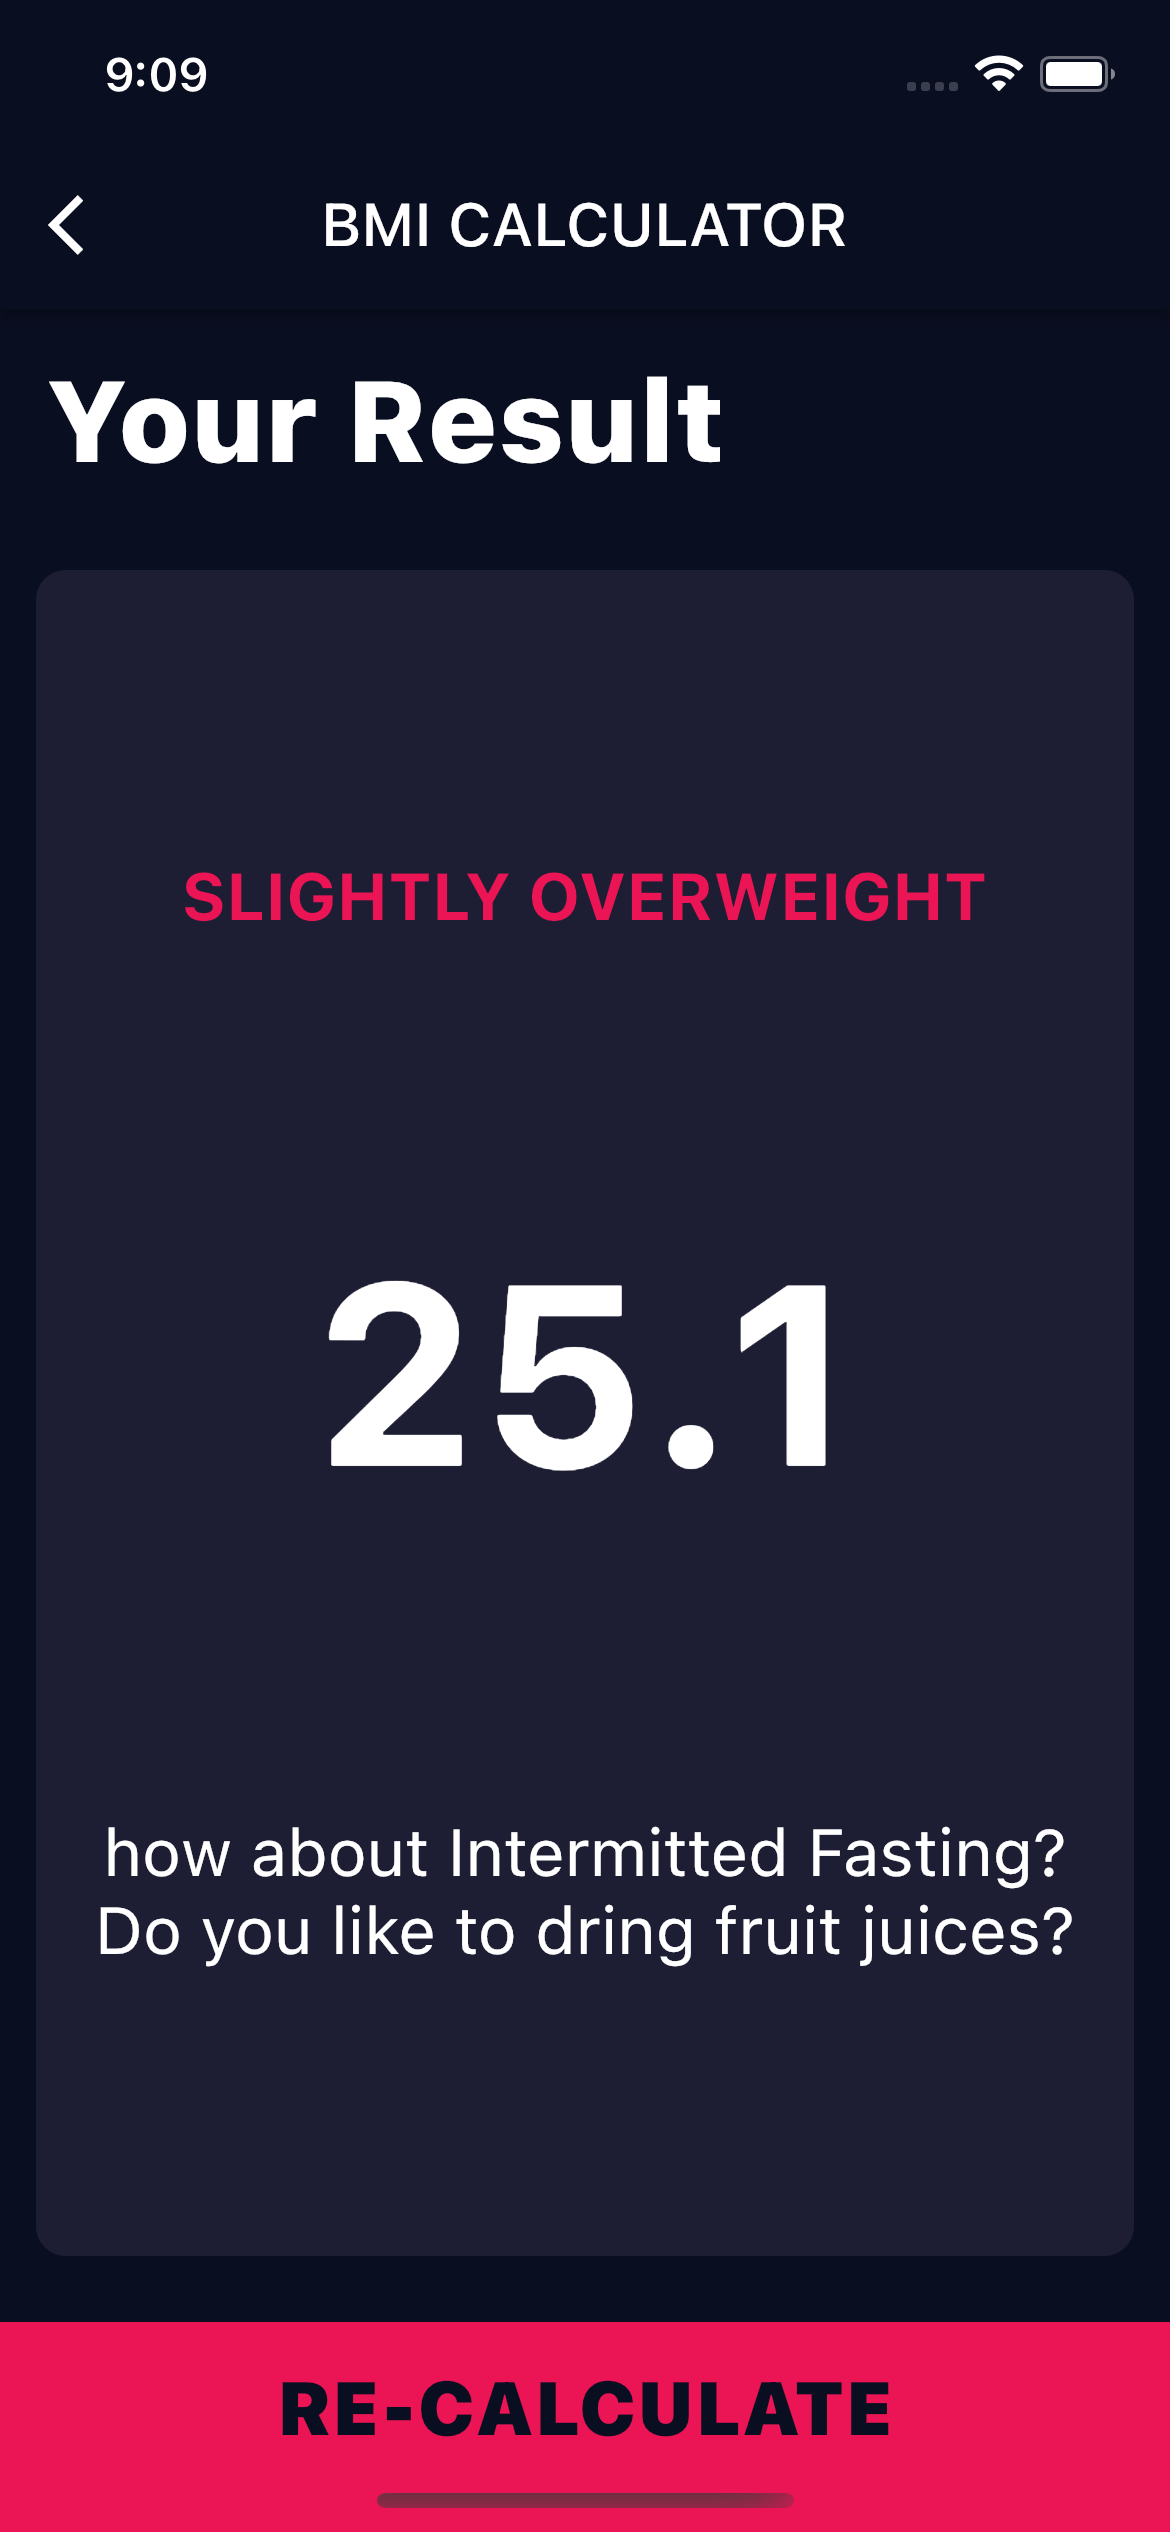 9:09
BMI CALCULATOR
Your Result
SLIGHTLY OVERWEIGHT
25.1
how about Intermitted Fasting?
Do you like to dring fruit juices?
RE-CALCULATE